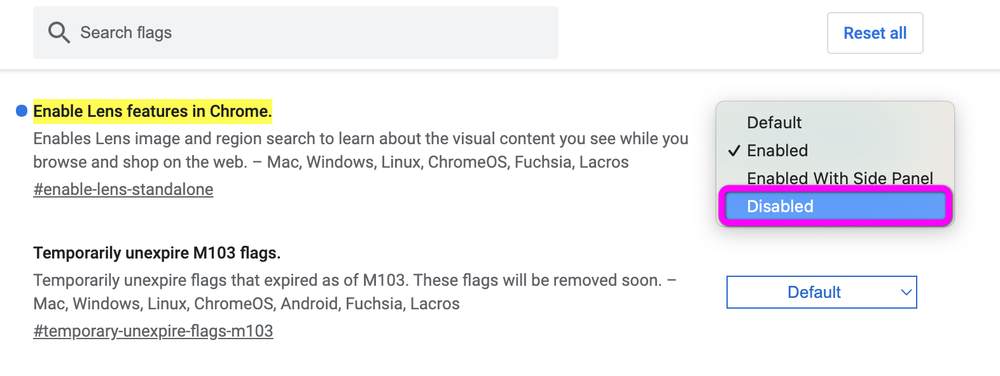 Search flags
Reset all
Enable Lens features in Chrome.
Enables Lens image and region search to learn about the visual content you see while you
browse and shop on the web. – Mac, Windows, Linux, ChromeOS, Fuchsia, Lacros
#enable-lens-standalone
Default
Enabled
Enabled With Side Panel
Disabled
Temporarily unexpire M103 flags.
Temporarily unexpire flags that expired as of M103. These flags will be removed soon. –
Mac, Windows, Linux, ChromeOS, Android, Fuchsia, Lacros
#temporary-unexpire-flags-m103
Default